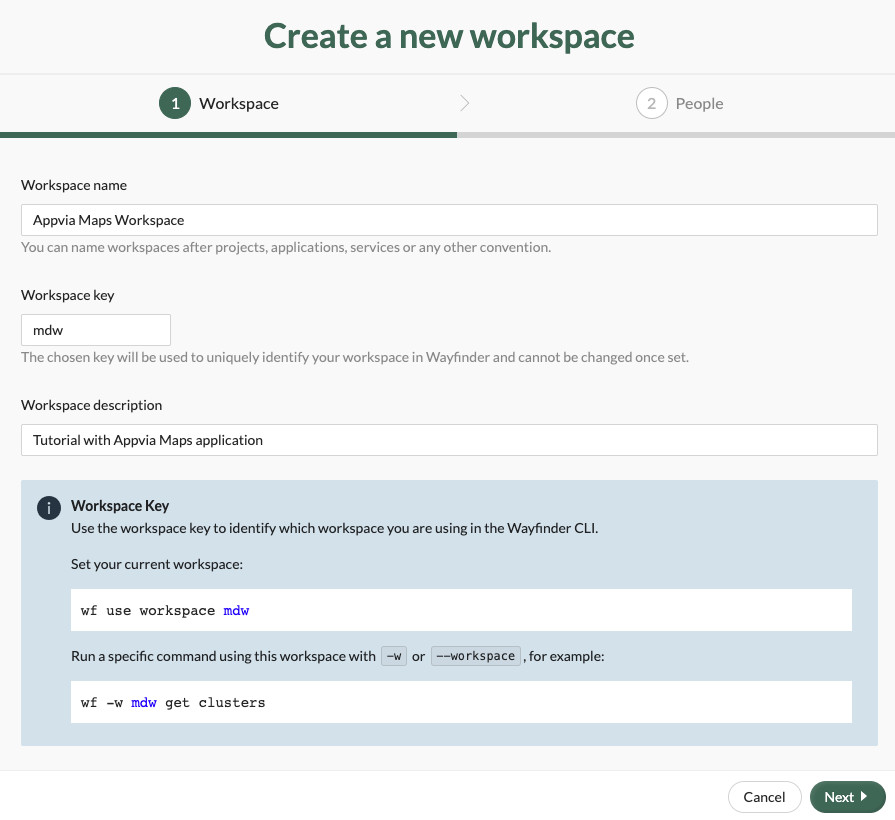 Create a new workspace
1 Workspace
2 People
Workspace name
Appvia Maps Workspace
You can name workspaces after projects, applications, services or any other convention.
Workspace key
mdw
The chosen key will be used to uniquely identify your workspace in Wayfinder and cannot be changed once set.
Workspace description
Tutorial with Appvia Maps application
i Workspace Key
Use the workspace key to identify which workspace you are using in the Wayfinder CLI.
Set your current workspace:
wf use workspace mdw
Run a specific command using this workspace with -w or --workspace, for example:
wf -w mdw get clusters
Cancel Next